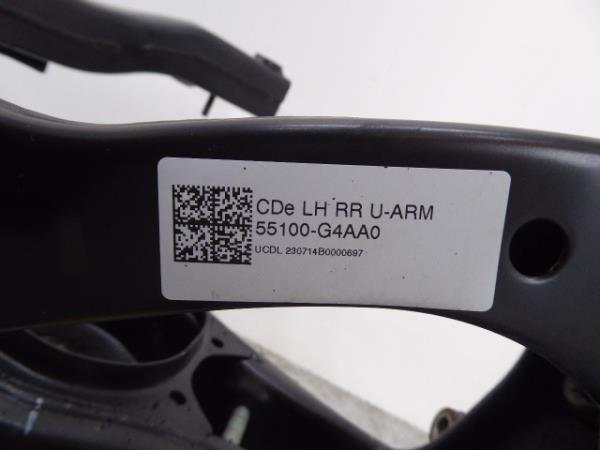 CDe LH RR U-ARM
55100-G4AA0
UCDL 230714B0000697